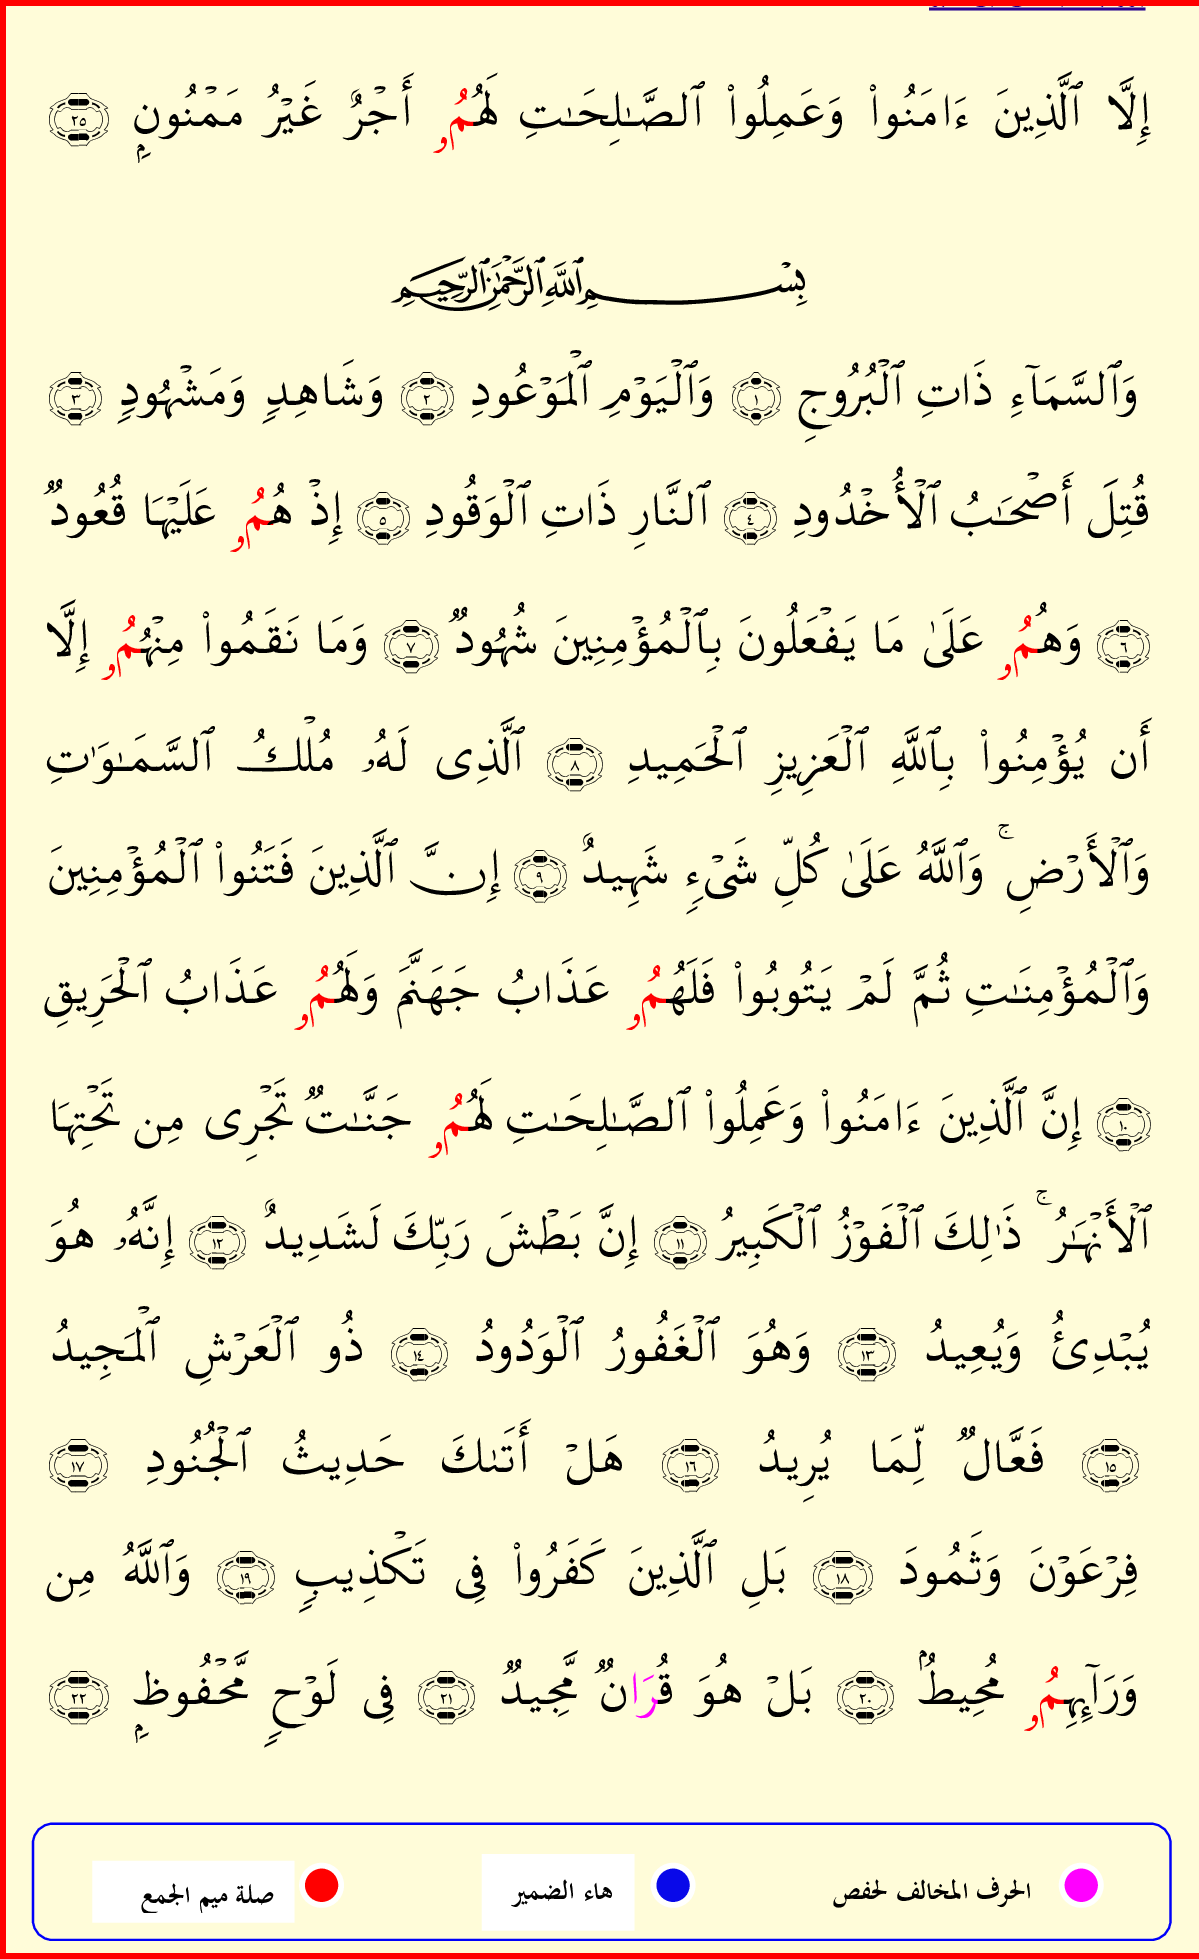 إِلَّا ٱلَّذِينَ ءَامَنُوا۟ وَعَمِلُوا۟ ٱلصَّـٰلِحَـٰتِ لَهُمُۥ أَجْرٌ غَيْرُ مَمْنُونٍۭ ٢٥
بِسْمِ ٱللَّهِ ٱلرَّحْمَـٰنِ ٱلرَّحِيمِ
وَٱلسَّمَآءِ ذَاتِ ٱلْبُرُوجِ ١ وَٱلْيَوْمِ ٱلْمَوْعُودِ ٢ وَشَاهِدٍ وَمَشْهُودٍ ٣
قُتِلَ أَصْحَـٰبُ ٱلْأُخْدُودِ ٤ ٱلنَّارِ ذَاتِ ٱلْوَقُودِ ٥ إِذْ هُمُۥ عَلَيْهَا قُعُودٌ
٦ وَهُمُۥ عَلَىٰ مَا يَفْعَلُونَ بِٱلْمُؤْمِنِينَ شُهُودٌ ٧ وَمَا نَقَمُوا۟ مِنْهُمُۥ إِلَّا
أَن يُؤْمِنُوا۟ بِٱللَّهِ ٱلْعَزِيزِ ٱلْحَمِيدِ ٨ ٱلَّذِى لَهُۥ مُلْكُ ٱلسَّمَـٰوَٰتِ
وَٱلْأَرْضِ ۚ وَٱللَّهُ عَلَىٰ كُلِّ شَىْءٍ شَهِيدٌ ٩ إِنَّ ٱلَّذِينَ فَتَنُوا۟ ٱلْمُؤْمِنِينَ
وَٱلْمُؤْمِنَـٰتِ ثُمَّ لَمْ يَتُوبُوا۟ فَلَهُمُۥ عَذَابُ جَهَنَّمَ وَلَهُمُۥ عَذَابُ ٱلْحَرِيقِ
١٠ إِنَّ ٱلَّذِينَ ءَامَنُوا۟ وَعَمِلُوا۟ ٱلصَّـٰلِحَـٰتِ لَهُمُۥ جَنَّـٰتٌ تَجْرِى مِن تَحْتِهَا
ٱلْأَنْهَـٰرُ ۚ ذَٰلِكَ ٱلْفَوْزُ ٱلْكَبِيرُ ١١ إِنَّ بَطْشَ رَبِّكَ لَشَدِيدٌ ١٢ إِنَّهُۥ هُوَ
يُبْدِئُ وَيُعِيدُ ١٣ وَهُوَ ٱلْغَفُورُ ٱلْوَدُودُ ١٤ ذُو ٱلْعَرْشِ ٱلْمَجِيدُ
١٥ فَعَّالٌ لِّمَا يُرِيدُ ١٦ هَلْ أَتَىٰكَ حَدِيثُ ٱلْجُنُودِ ١٧
فِرْعَوْنَ وَثَمُودَ ١٨ بَلِ ٱلَّذِينَ كَفَرُوا۟ فِى تَكْذِيبٍ ١٩ وَٱللَّهُ مِن
وَرَآئِهِمُۥ مُحِيطٌۢ ٢٠ بَلْ هُوَ قُرَانٌ مَّجِيدٌ ٢١ فِى لَوْحٍ مَّحْفُوظٍۭ ٢٢
الحرف المخالف لحفص هاء الضمير صلة ميم الجمع